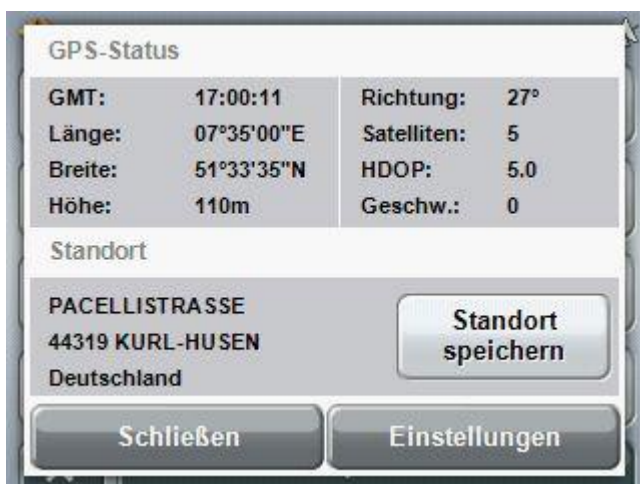 GPS-Status
GMT: 17:00:11 Richtung: 27°
Länge: 07°35'00"E Satelliten: 5
Breite: 51°33'35"N HDOP: 5.0
Höhe: 110m Geschw.: 0
Standort
PACELLISTRASSE
44319 KURL-HUSEN
Deutschland
Standort
speichern
Schließen Einstellungen